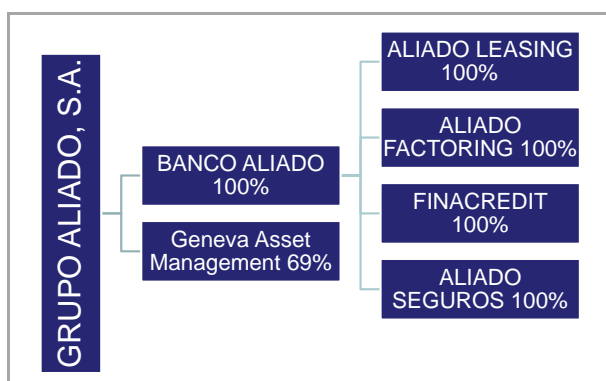 GRUPO ALIADO, S.A.
BANCO ALIADO
100%
Geneva Asset
Management 69%
ALIADO LEASING
100%
ALIADO
FACTORING 100%
FINACREDIT
100%
ALIADO
SEGUROS 100%